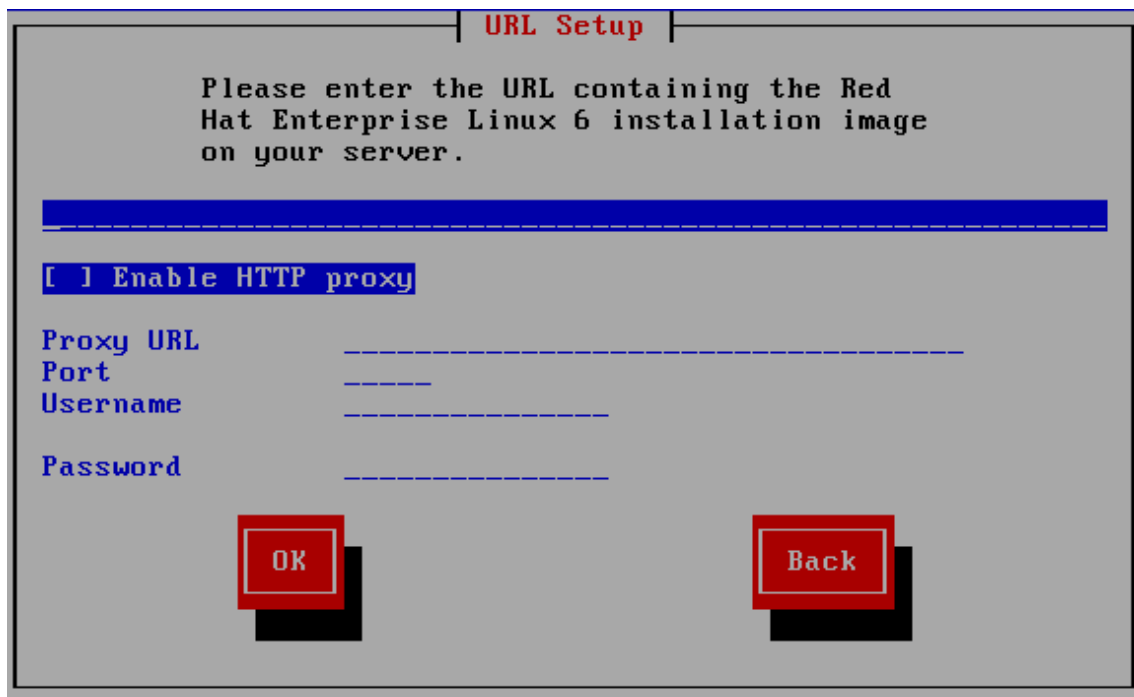 URL Setup
Please enter the URL containing the Red
Hat Enterprise Linux 6 installation image
on your server.
[ ] Enable HTTP proxy
Proxy URL
Port
Username
Password
OK
Back